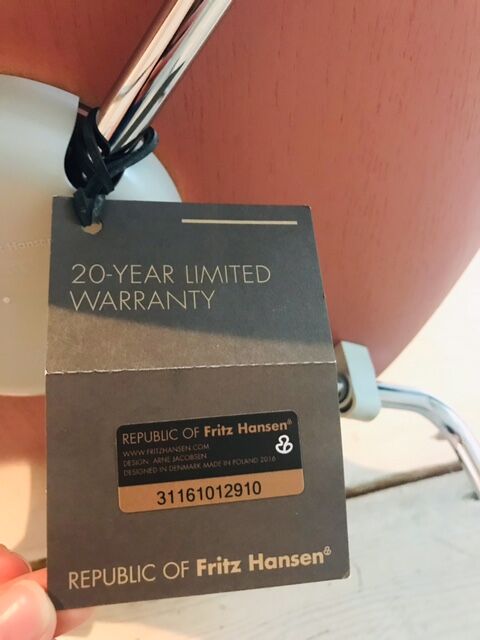 Hansen
20-YEAR LIMITED
WARRANTY
REPUBLIC OF Fritz Hansen®
WWW.FRITZHANSEN.COM
DESIGN: ARNE JACOBSEN
DESIGNED IN DENMARK MADE IN POLAND 2016
31161012910
REPUBLIC OF Fritz Hansen